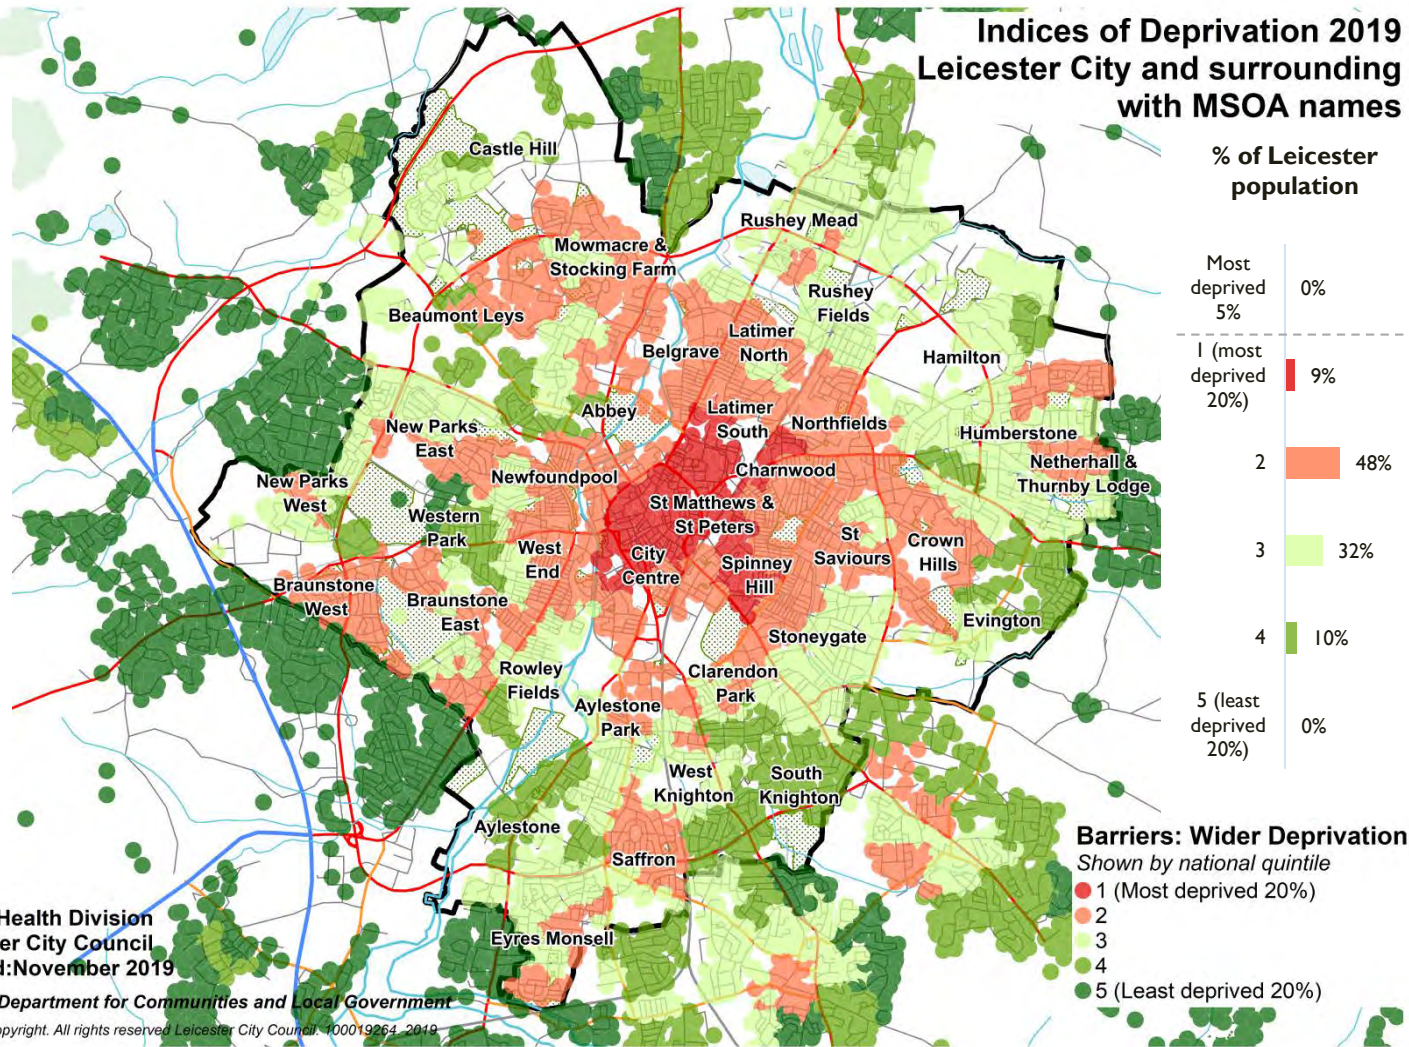 Indices of Deprivation 2019
Leicester City and surrounding
with MSOA names
% of Leicester
population
Most
deprived
5%
0%
1 (most
deprived
20%)
9%
2
48%
3
32%
4
10%
5 (least
deprived
20%)
0%
Castle Hill
Rushey Mead
Mowmacre &
Stocking Farm
Rushey
Fields
Beaumont Leys
Latimer
North
Belgrave
Hamilton
Abbey
Latimer
South
Northfields
New Parks
East
Humberstone
Charnwood
Netherhall &
Thurnby Lodge
Newfoundpool
New Parks
West
St Matthews &
St Peters
Western
Park
West
End
City
Centre
Spinney
Hill
St
Saviours
Crown
Hills
Braunstone
West
Braunstone
East
Evington
Stoneygate
Rowley
Fields
Clarendon
Park
Aylestone
Park
West
Knighton
South
Knighton
Aylestone
Saffron
Eyres Monsell
Barriers: Wider Deprivation
Shown by national quintile
1 (Most deprived 20%)
2
3
4
5 (Least deprived 20%)
Health Division
er City Council
d:November 2019
Department for Communities and Local Government
opyright. All rights reserved Leicester City Council. 100019264. 2019